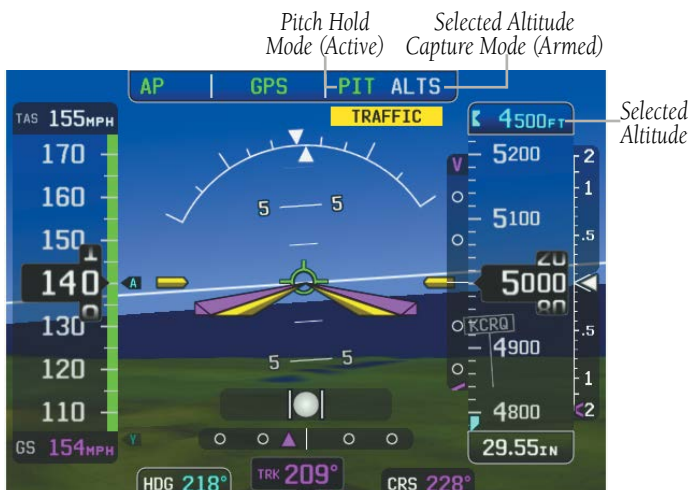 Pitch Hold
Mode (Active)
Selected Altitude
Capture Mode (Armed)
AP GPS PIT ALTS
Selected
Altitude
TAS 155MPH
TRAFFIC
4500FT
170
160
150
140
130
120
110
GS 154MPH
A
Y
5 5
5 5
V
5200
5100
20
5000
80
4900
4800
KCRQ
2
1
.5
.5
1
2
29.55IN
HDG 218°
TRK 209°
CRS 228°